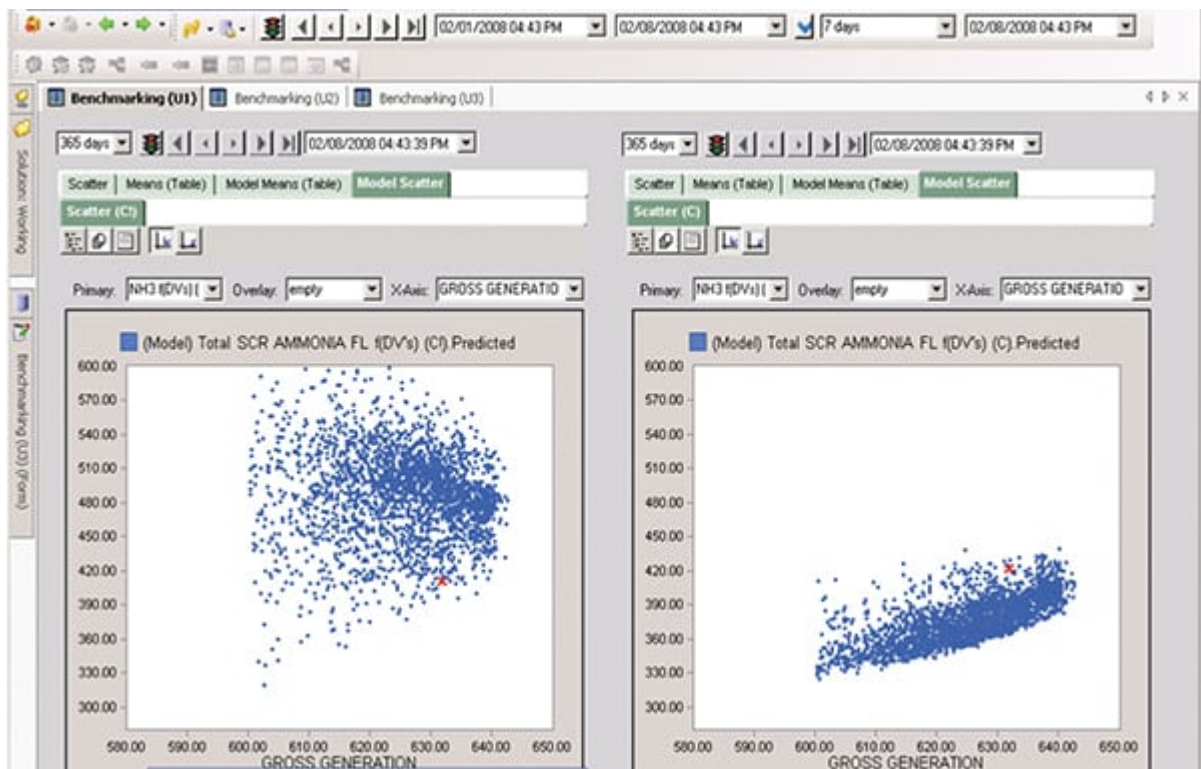 02/01/2008 04:43 PM 02/08/2008 04:43 PM 7 days 02/08/2008 04:43 PM
Benchmarking (U1) Benchmarking (U2) Benchmarking (U3)
Solution: Working
Benchmarking (U3) (Form)
365 days 02/08/2008 04:43:39 PM
Scatter Means (Table) Model Means (Table) Model Scatter
Scatter (C!)
Primary: NH3 f(DVs) ( Overlay: empty X-Axis: GROSS GENERATIO
(Model) Total SCR AMMONIA FL f(DV's) (C!).Predicted
600.00
570.00
540.00
510.00
480.00
450.00
420.00
390.00
360.00
330.00
300.00
580.00 590.00 600.00 610.00 620.00 630.00 640.00 650.00
GROSS GENERATION
365 days 02/08/2008 04:43:39 PM
Scatter Means (Table) Model Means (Table) Model Scatter
Scatter (C)
Primary: NH3 f(DVs) ( Overlay: empty X-Axis: GROSS GENERATIO
(Model) Total SCR AMMONIA FL f(DV's) (C).Predicted
600.00
570.00
540.00
510.00
480.00
450.00
420.00
390.00
360.00
330.00
300.00
580.00 590.00 600.00 610.00 620.00 630.00 640.00 650.00
GROSS GENERATION